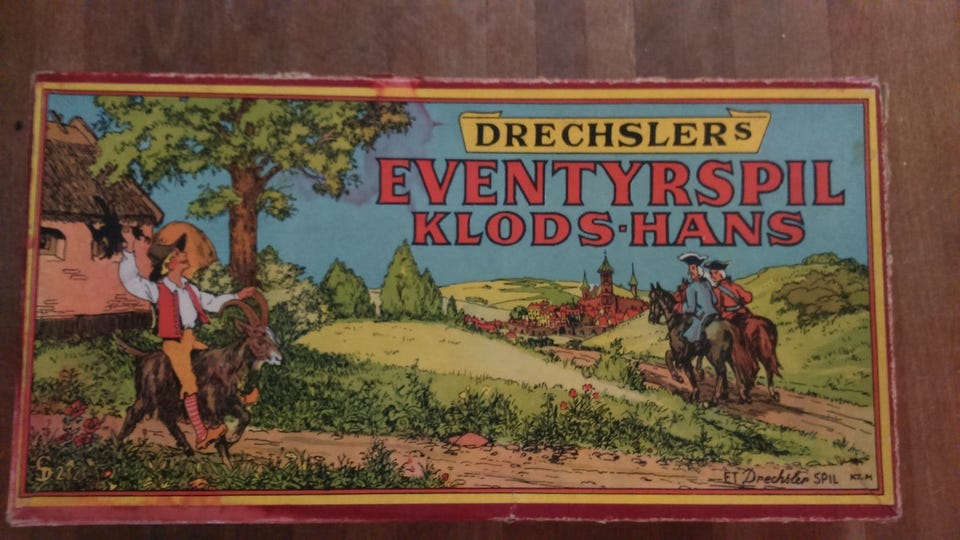 DRECHSLERS
EVENTYRSPIL
KLODS-HANS
ET Drechsler SPIL